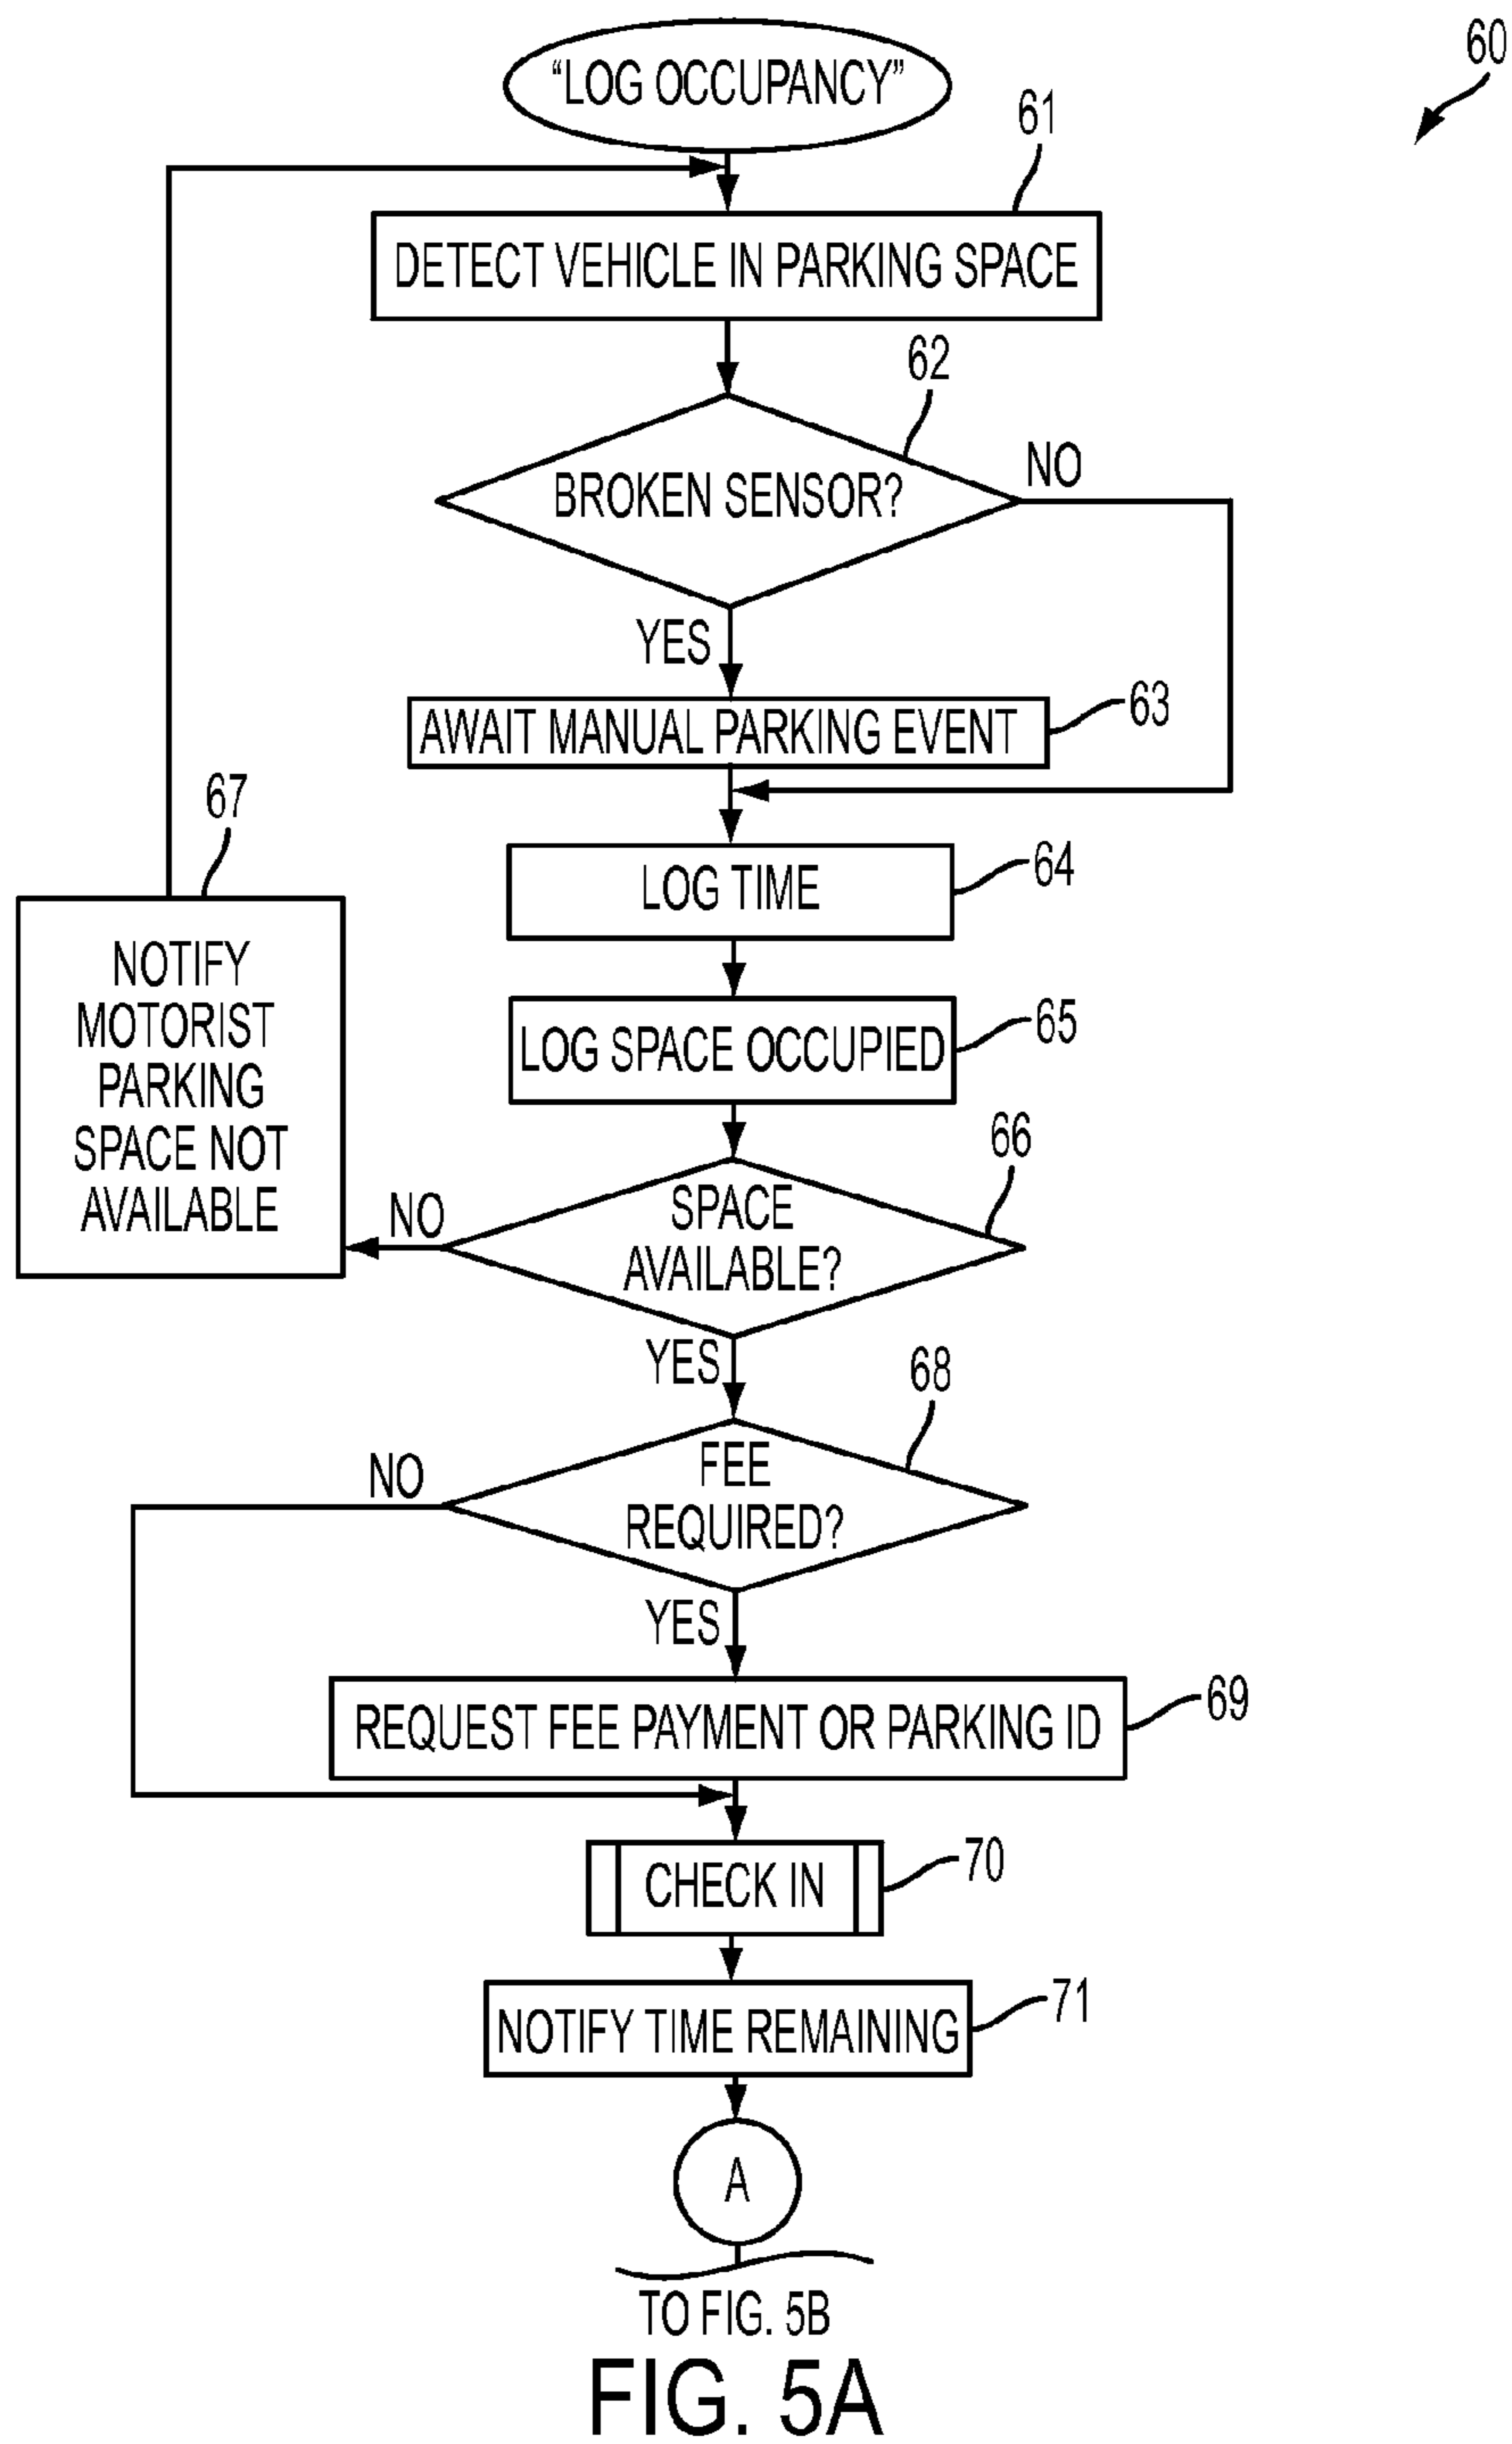 60
“LOG OCCUPANCY”
61
DETECT VEHICLE IN PARKING SPACE
62
BROKEN SENSOR?
NO
YES
63
AWAIT MANUAL PARKING EVENT
64
LOG TIME
67
NOTIFY
MOTORIST
PARKING
SPACE NOT
AVAILABLE
65
LOG SPACE OCCUPIED
66
SPACE
AVAILABLE?
NO
YES
68
FEE
REQUIRED?
NO
YES
69
REQUEST FEE PAYMENT OR PARKING ID
70
CHECK IN
71
NOTIFY TIME REMAINING
A
TO FIG. 5B
FIG. 5A